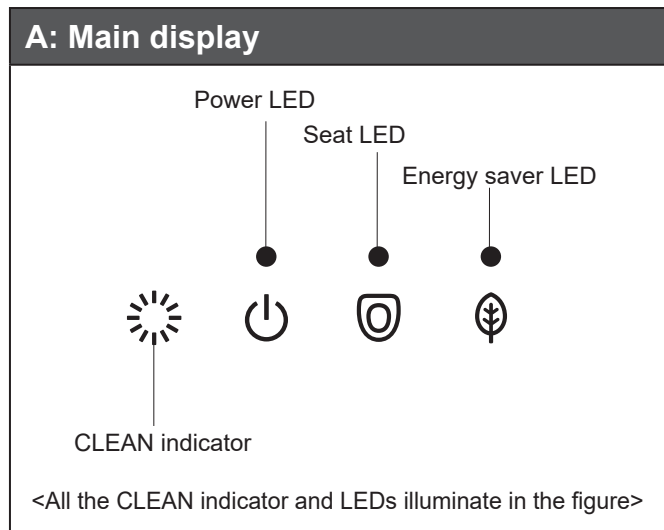 A: Main display
Power LED
Seat LED
Energy saver LED
CLEAN indicator
<All the CLEAN indicator and LEDs illuminate in the figure>